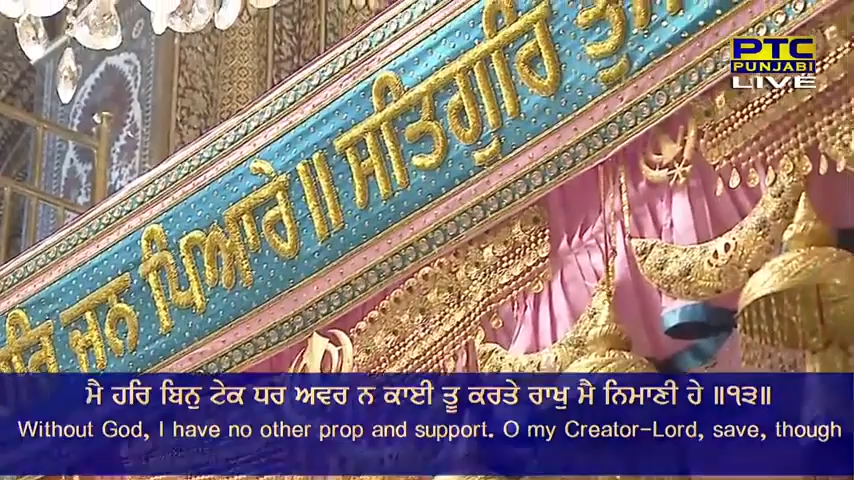 PTC
PUNJABI
LIVE
ਹਰਿ ਜਨ ਪਿਆਰੇ ॥ ਸਤਿਗੁਰਿ
ਮੈ ਹਰਿ ਬਿਨੁ ਟੇਕ ਧਰ ਅਵਰ ਨ ਕਾਈ ਤੂ ਕਰਤੇ ਰਾਖੁ ਮੈ ਨਿਮਾਣੀ ਹੇ ॥੧੩॥
Without God, I have no other prop and support. O my Creator-Lord, save, though